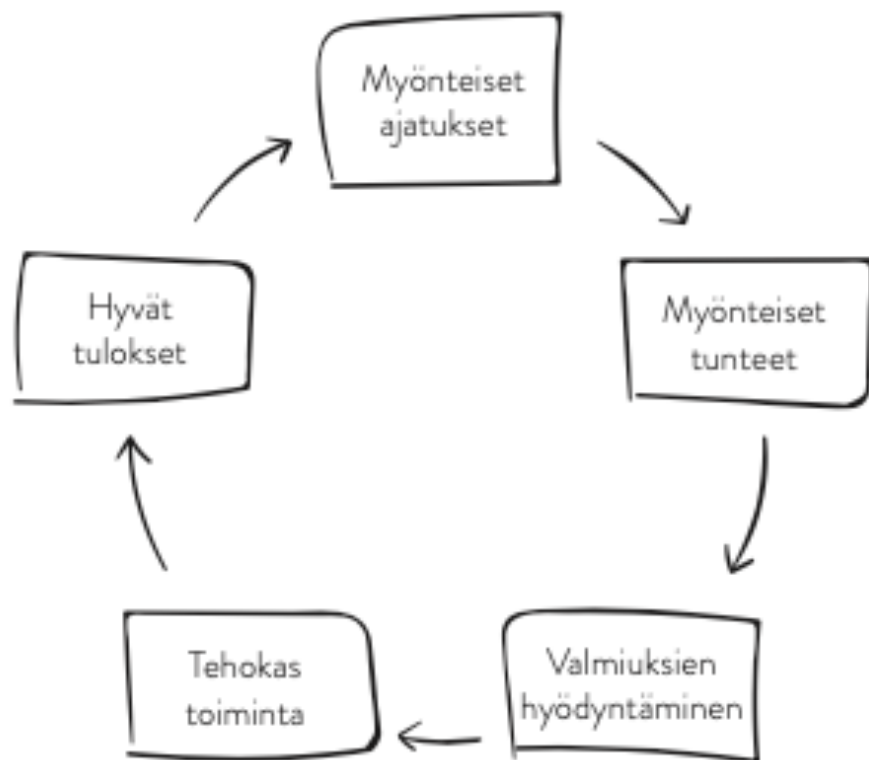 Myönteiset
ajatukset
Myönteiset
tunteet
Valmiuksien
hyödyntäminen
Tehokas
toiminta
Hyvät
tulokset